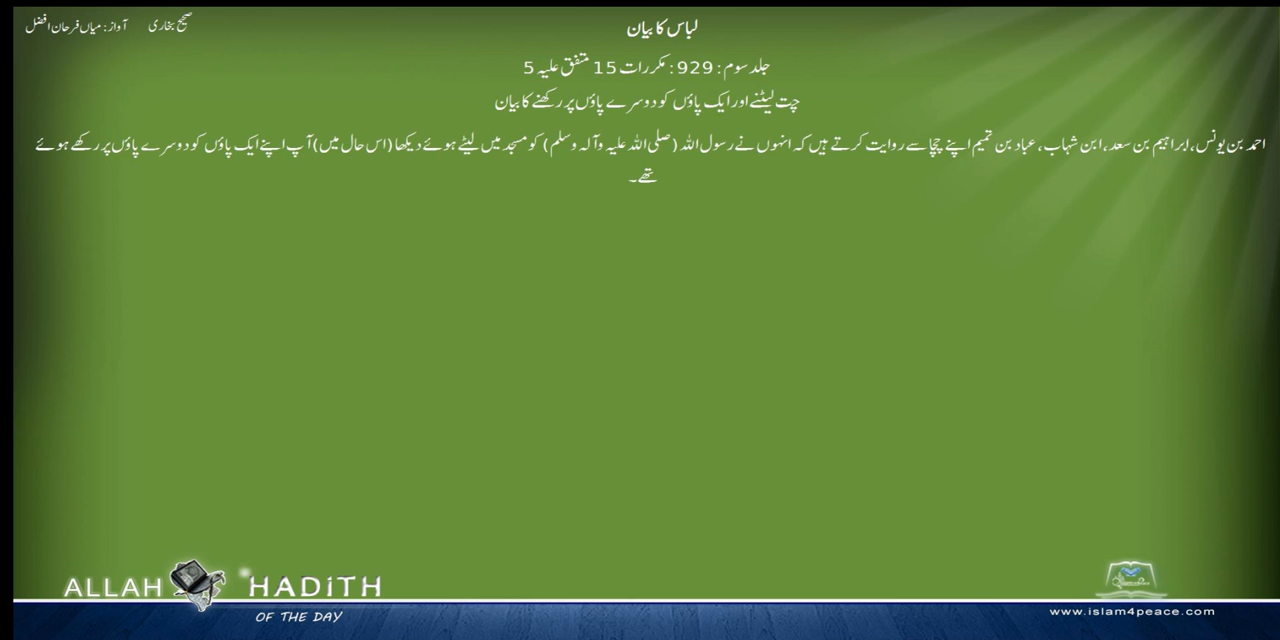 صحیح بخاری آواز: میاں فرحان افضل
لباس کا بیان
جلد سوم : 929 : مکررات 15 متفق علیہ 5
چت لیٹنے اور ایک پاؤں کو دوسرے پاؤں پر رکھنے کا بیان
احمد بن یونس، ابراہیم بن سعد، ابن شہاب، عباد بن تمیم اپنے چچا سے روایت کرتے ہیں کہ انہوں نے رسول اللہ (صلی اللہ علیہ وآلہ وسلم) کو مسجد میں لیٹے ہوئے دیکھا (اس حال میں) آپ اپنے ایک پاؤں کو دوسرے پاؤں پر رکھے ہوئے
تھے۔
ALLAH HADITH
OF THE DAY
www.islam4peace.com